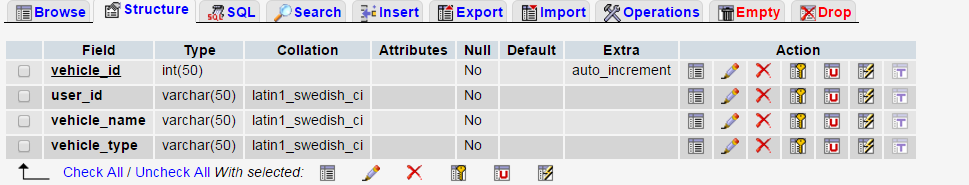 Browse Structure SQL Search Insert Export Import Operations Empty Drop
Field Type Collation Attributes Null Default Extra Action
vehicle_id int(50) No auto_increment
user_id varchar(50) latin1_swedish_ci No
vehicle_name varchar(50) latin1_swedish_ci No
vehicle_type varchar(50) latin1_swedish_ci No
Check All / Uncheck All With selected: